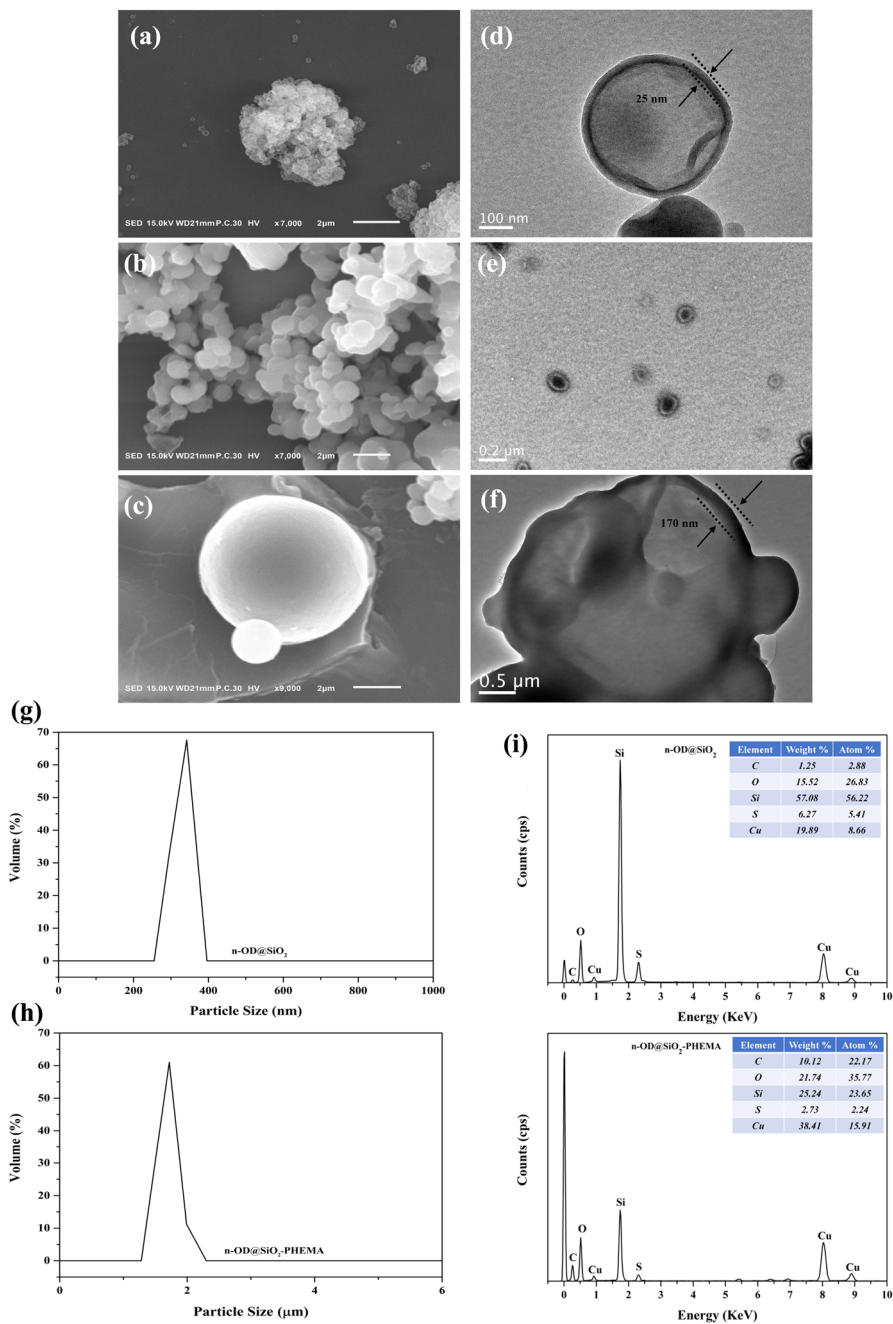 (a)
SED 15.0kV WD21mm P.C.30 HV x7,000 2μm
(d)
25 nm
100 nm
(b)
SED 15.0kV WD21mm P.C.30 HV x7,000 2μm
(e)
0.2 μm
(c)
SED 15.0kV WD21mm P.C.30 HV x9,000 2μm
(f)
170 nm
0.5 μm
(g)
Volume (%)
70
60
50
40
30
20
10
0
n-OD@SiO2
0 200 400 600 800 1000
Particle Size (nm)
(h)
Volume (%)
70
60
50
40
30
20
10
0
n-OD@SiO2-PHEMA
0 2 4 6
Particle Size (μm)
(i)
n-OD@SiO2
Element Weight % Atom %
C 1.25 2.88
O 15.52 26.83
Si 57.08 56.22
S 6.27 5.41
Cu 19.89 8.66
Counts (cps)
Si
O
C
Cu
S
Cu
Cu
0 1 2 3 4 5 6 7 8 9 10
Energy (KeV)
n-OD@SiO2-PHEMA
Element Weight % Atom %
C 10.12 22.17
O 21.74 35.77
Si 25.24 23.65
S 2.73 2.24
Cu 38.41 15.91
Counts (cps)
Si
O
C
Cu
S
Cu
Cu
0 1 2 3 4 5 6 7 8 9 10
Energy (KeV)